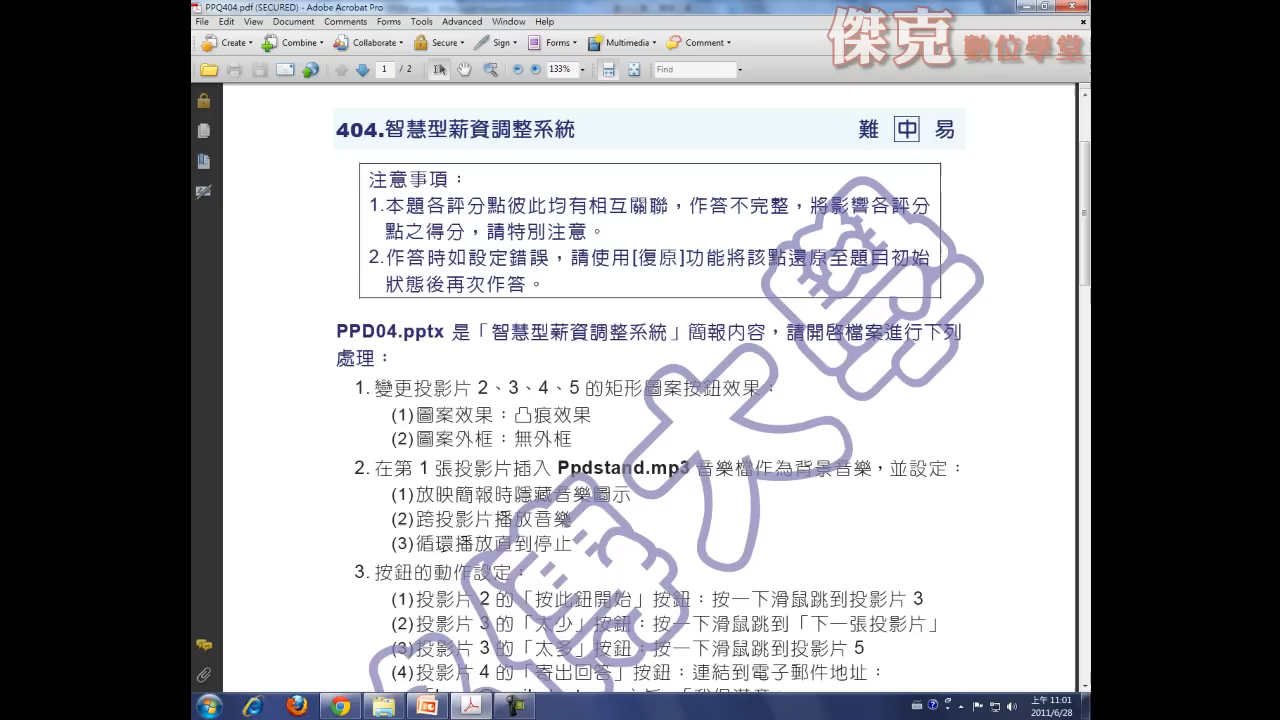 PPQ404.pdf (SECURED) - Adobe Acrobat Pro
File Edit View Document Comments Forms Tools Advanced Window Help
Create Combine Collaborate Secure Sign Forms Multimedia Comment
傑克數位學堂
1 / 2 133% Find
404.智慧型薪資調整系統 難 中 易
注意事項：
1.本題各評分點彼此均有相互關聯，作答不完整，將影響各評分
點之得分，請特別注意。
2.作答時如設定錯誤，請使用[復原]功能將該點還原至題目初始
狀態後再次作答。
PPD04.pptx 是「智慧型薪資調整系統」簡報內容，請開啟檔案進行下列
處理：
1. 變更投影片 2、3、4、5 的矩形圖案按鈕效果：
(1)圖案效果：凸痕效果
(2)圖案外框：無外框
2. 在第 1 張投影片插入 Ppdstand.mp3 音樂檔作為背景音樂，並設定：
(1)放映簡報時隱藏音樂圖示
(2)跨投影片播放音樂
(3)循環播放直到停止
3. 按鈕的動作設定：
(1)投影片 2 的「按此鈕開始」按鈕：按一下滑鼠跳到投影片 3
(2)投影片 3 的「太少」按鈕：按一下滑鼠跳到「下一張投影片」
(3)投影片 3 的「太多」按鈕：按一下滑鼠跳到投影片 5
(4)投影片 4 的「寄出回答」按鈕：連結到電子郵件地址：
上午 11:01
2011/6/28